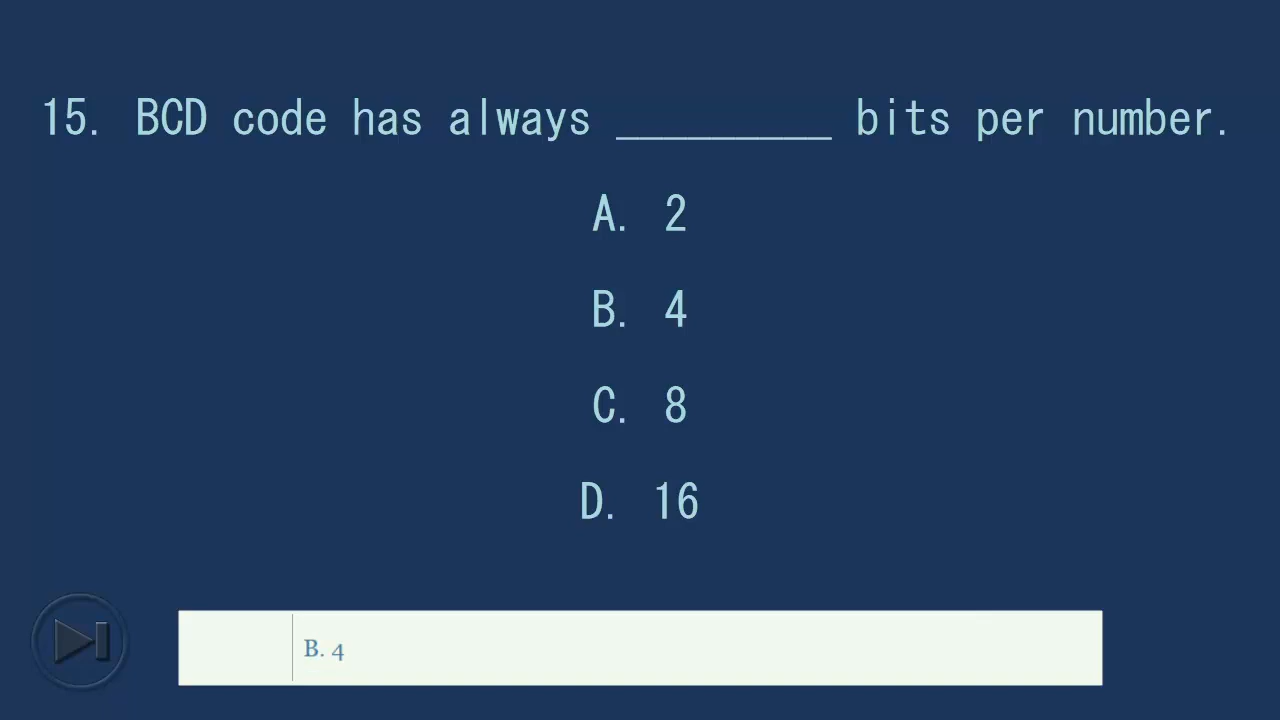 15. BCD code has always _________ bits per number.
A. 2
B. 4
C. 8
D. 16
B. 4